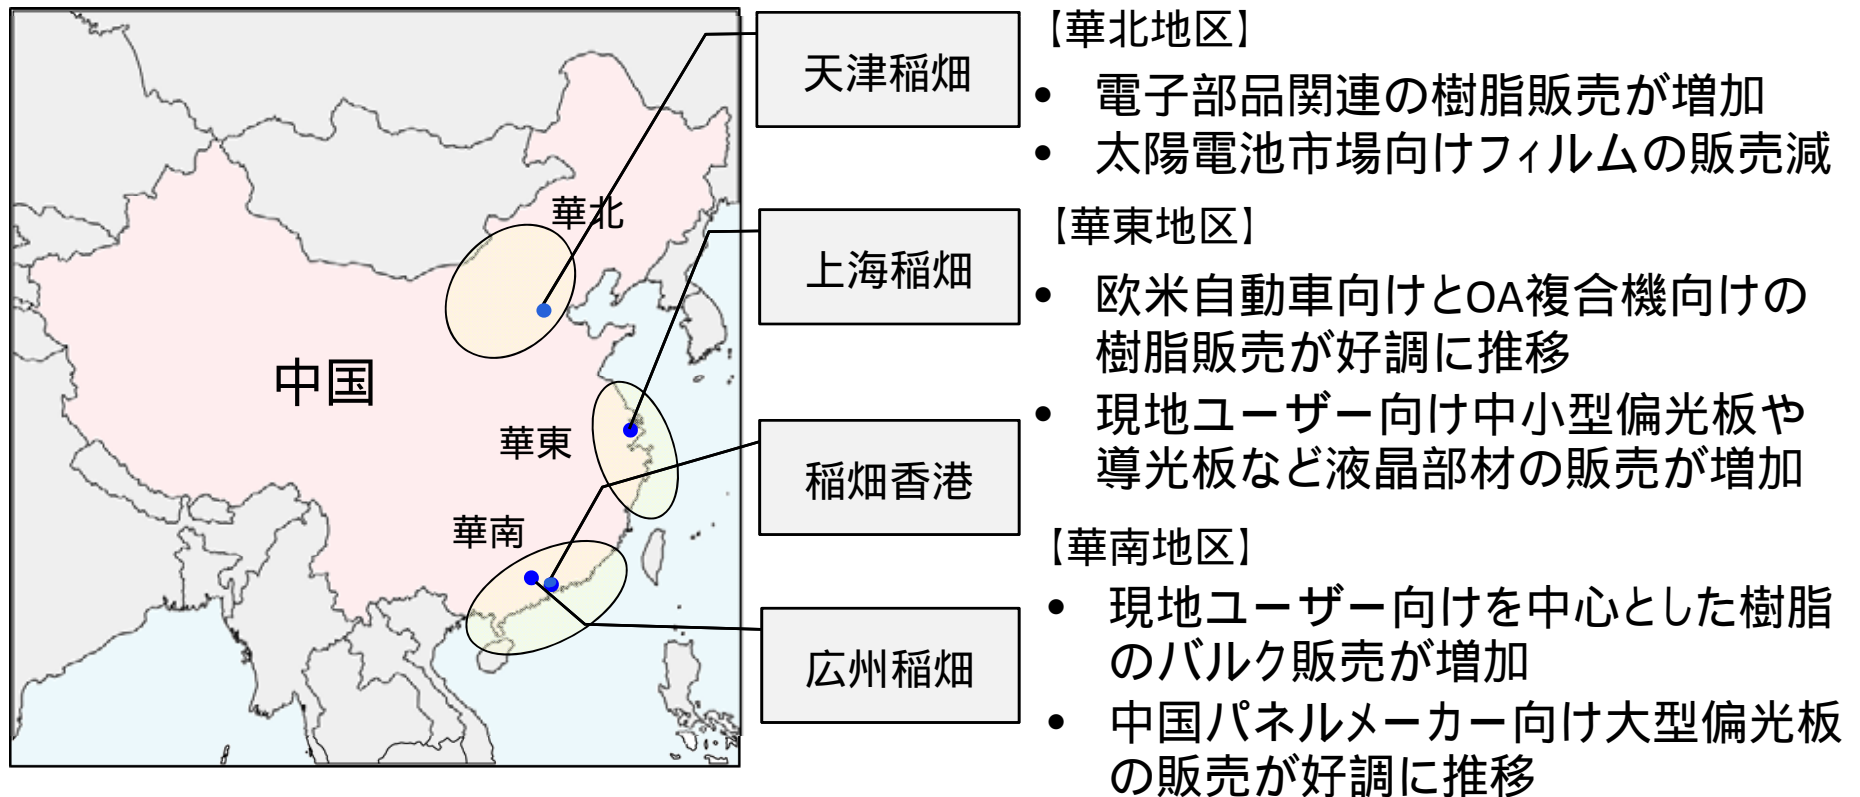 中国
華北
華東
華南
天津稲畑
上海稲畑
稲畑香港
広州稲畑
【華北地区】
• 電子部品関連の樹脂販売が増加
• 太陽電池市場向けフィルムの販売減
【華東地区】
• 欧米自動車向けとOA複合機向けの
樹脂販売が好調に推移
• 現地ユーザー向け中小型偏光板や
導光板など液晶部材の販売が増加
【華南地区】
• 現地ユーザー向けを中心とした樹脂
のバルク販売が増加
• 中国パネルメーカー向け大型偏光板
の販売が好調に推移